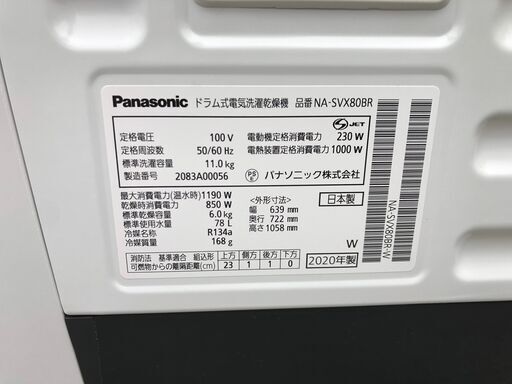 Panasonic ドラム式電気洗濯乾燥機 品番 NA-SVX80BR
定格電圧 100 V
定格周波数 50/60 Hz
標準洗濯容量 11.0 kg
製造番号 2083A00056
S JET
電動機定格消費電力 230 W
電熱装置定格消費電力 1000 W
PS E パナソニック株式会社
最大消費電力(温水時)1190 W
乾燥時消費電力 850 W
標準乾燥容量 6.0 kg
標準使用水量 78 L
冷媒名称 R134a
冷媒質量 168 g
<外形寸法>
幅 639 mm
奥行 722 mm
高さ 1058 mm
日本製
W
消防法 基準適合 組込形 上方 側方 後方 下方
可燃物からの離隔距離(cm) 23 1 1 0
2020年製
NA-SVX80BR-W